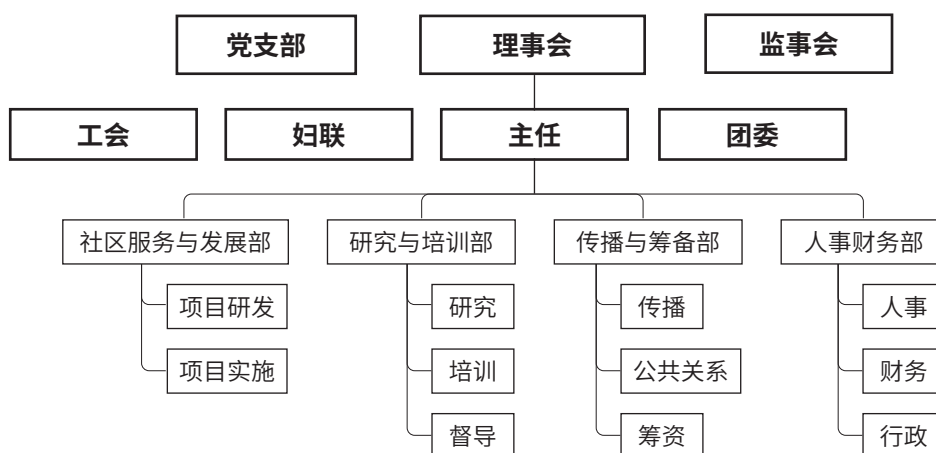 党支部
理事会
监事会
工会
妇联
主任
团委
社区服务与发展部
研究与培训部
传播与筹备部
人事财务部
项目研发
研究
传播
人事
项目实施
培训
公共关系
财务
督导
筹资
行政